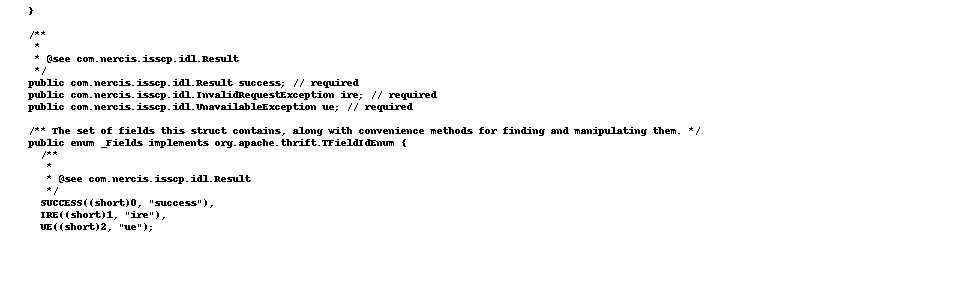 }

/**
 *
 * @see com.nercis.isscp.idl.Result
 */
public com.nercis.isscp.idl.Result success; // required
public com.nercis.isscp.idl.InvalidRequestException ire; // required
public com.nercis.isscp.idl.UnavailableException ue; // required

/** The set of fields this struct contains, along with convenience methods for finding and manipulating them. */
public enum _Fields implements org.apache.thrift.TFieldIdEnum {
  /**
   *
   * @see com.nercis.isscp.idl.Result
   */
  SUCCESS((short)0, "success"),
  IRE((short)1, "ire"),
  UE((short)2, "ue");